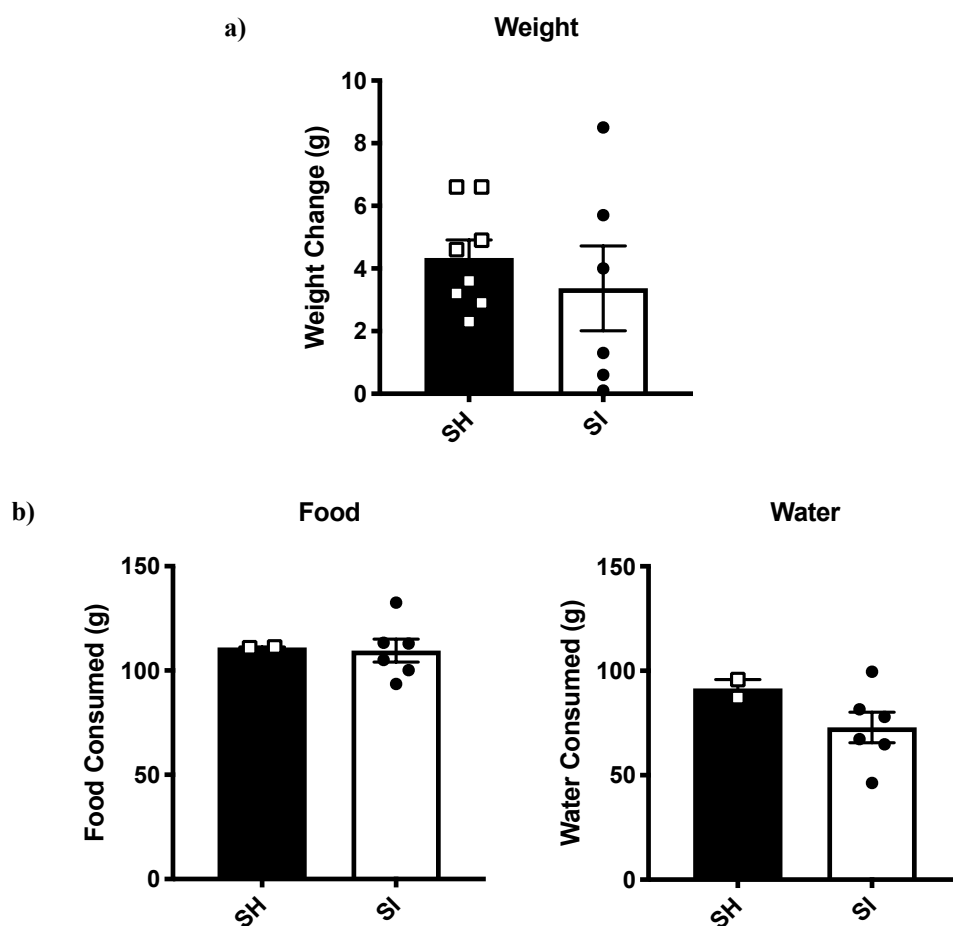 a)
Weight
Weight Change (g)
10
8
6
4
2
0
SH
SI
b)
Food
Food Consumed (g)
150
100
50
0
SH
SI
Water
Water Consumed (g)
150
100
50
0
SH
SI